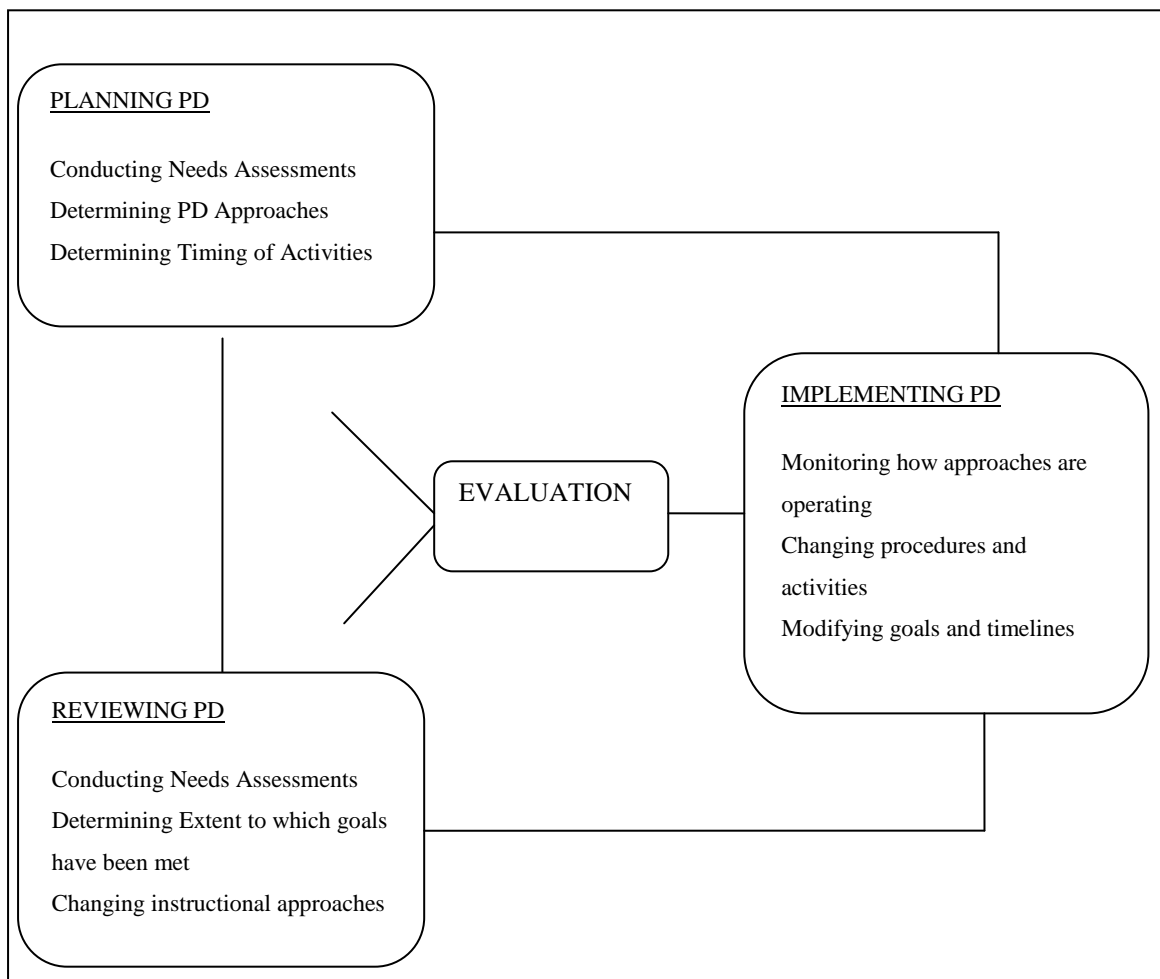 PLANNING PD
Conducting Needs Assessments
Determining PD Approaches
Determining Timing of Activities
IMPLEMENTING PD
Monitoring how approaches are
operating
Changing procedures and
activities
Modifying goals and timelines
EVALUATION
REVIEWING PD
Conducting Needs Assessments
Determining Extent to which goals
have been met
Changing instructional approaches